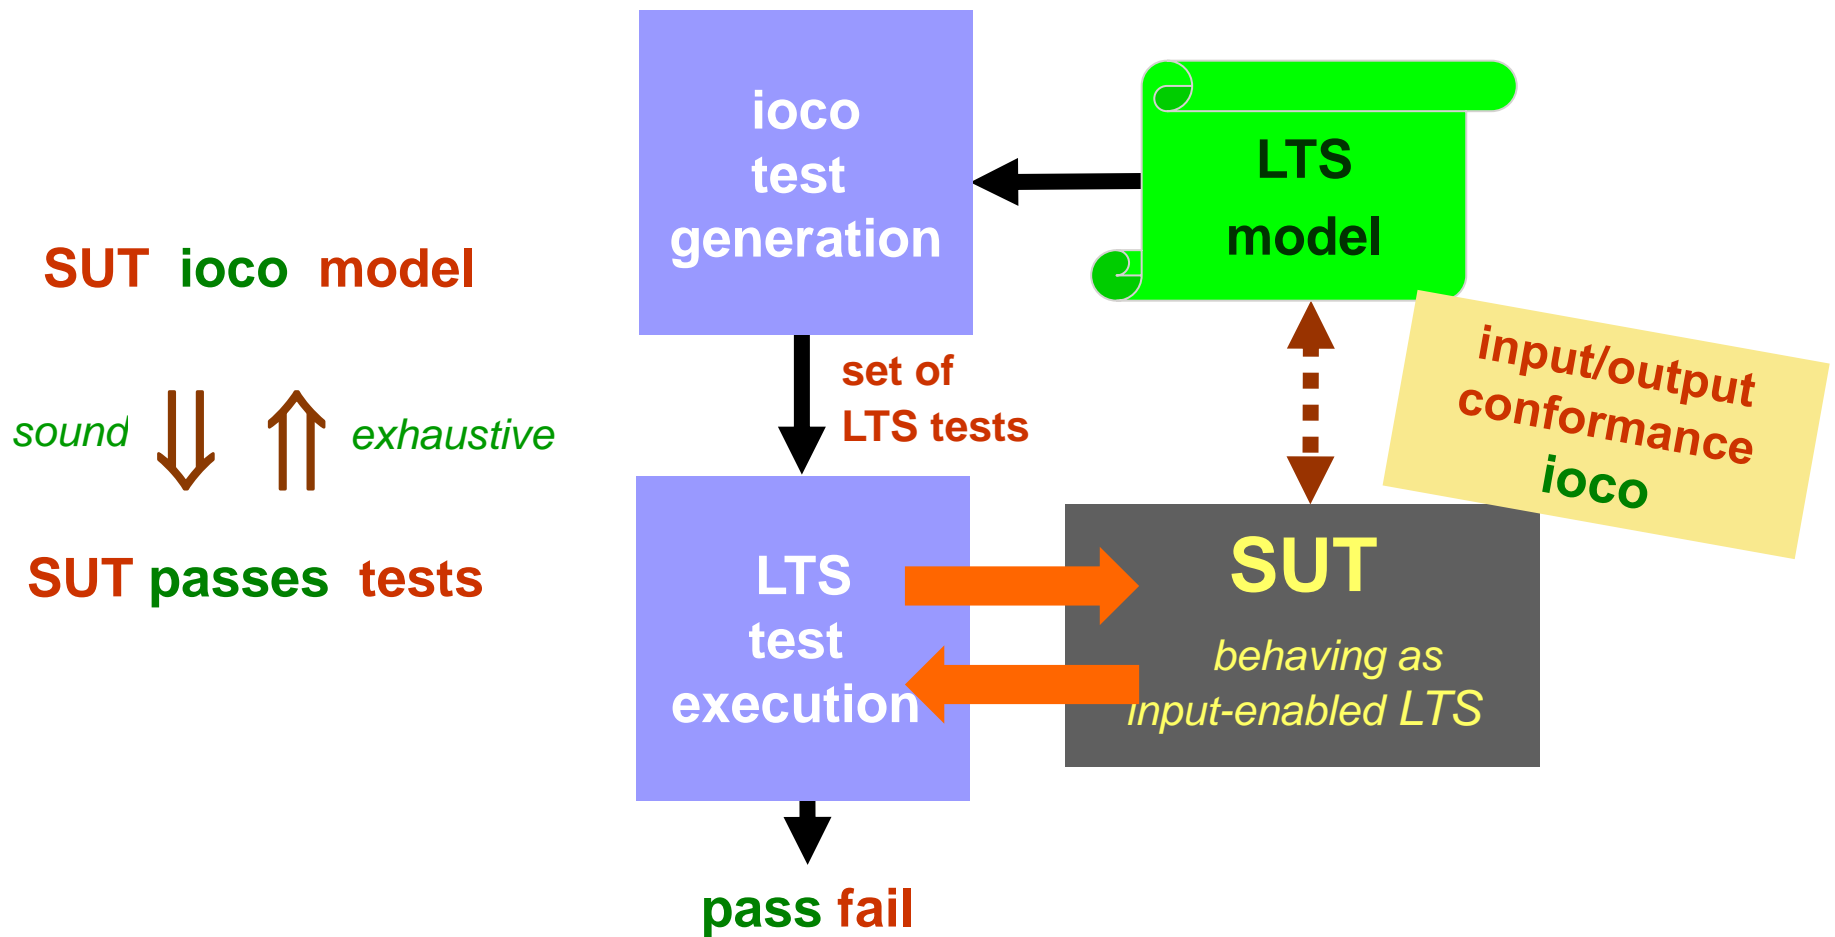 SUT ioco model
sound
exhaustive
SUT passes tests
ioco
test
generation
LTS
model
input/output
conformance
ioco
set of
LTS tests
LTS
test
execution
SUT
behaving as
input-enabled LTS
pass fail